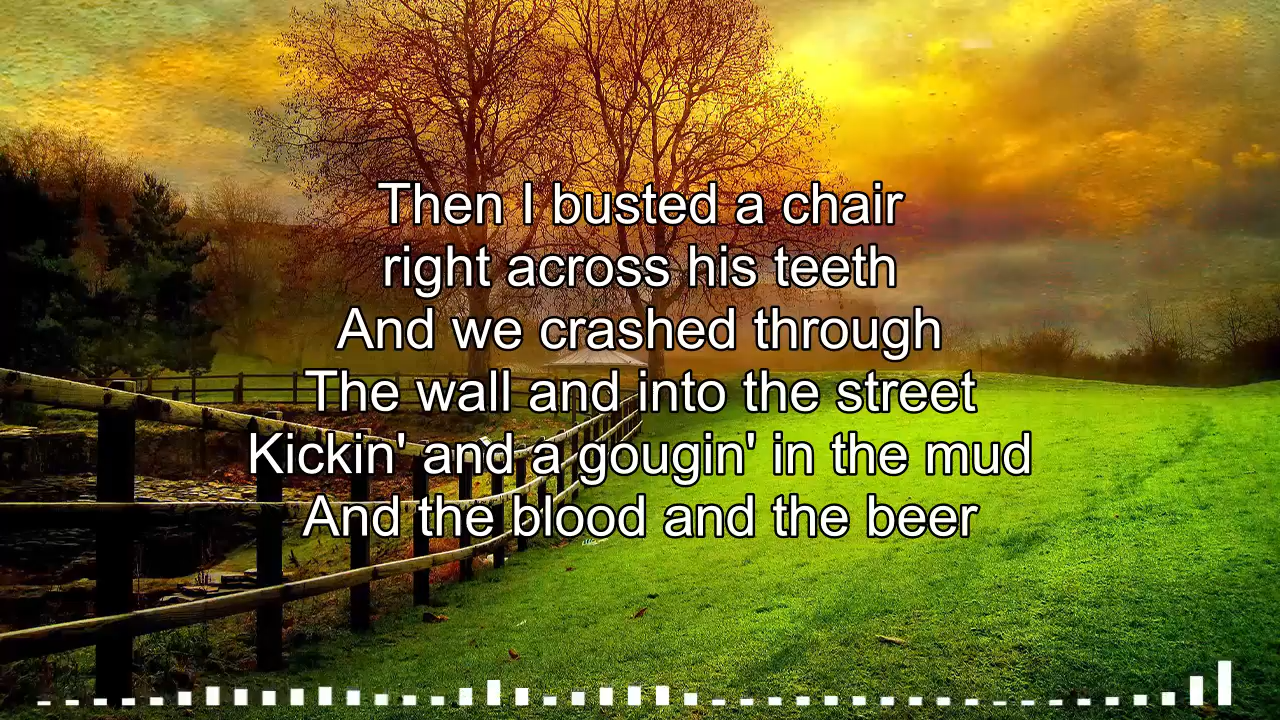 Then I busted a chair
right across his teeth
And we crashed through
The wall and into the street
Kickin' and a gougin' in the mud
And the blood and the beer